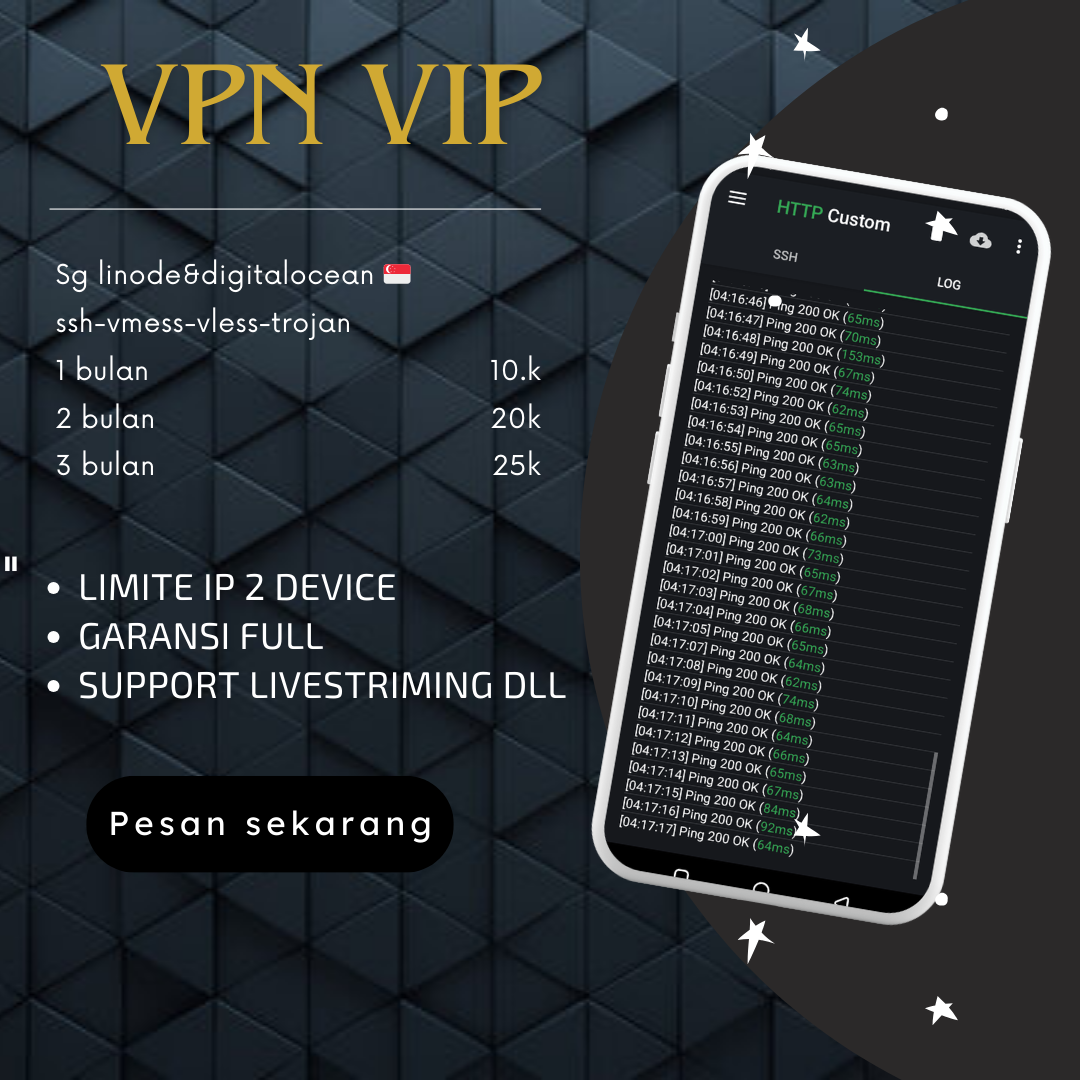 VPN VIP
Sg linode&digitalocean 🇸🇬
ssh-vmess-vless-trojan
1 bulan 10.k
2 bulan 20k
3 bulan 25k
"
• LIMITE IP 2 DEVICE
• GARANSI FULL
• SUPPORT LIVESTRIMING DLL
Pesan sekarang
HTTP Custom
SSH LOG
[04:16:46] Ping 200 OK (65ms)
[04:16:47] Ping 200 OK (70ms)
[04:16:48] Ping 200 OK (153ms)
[04:16:49] Ping 200 OK (67ms)
[04:16:50] Ping 200 OK (74ms)
[04:16:52] Ping 200 OK (62ms)
[04:16:53] Ping 200 OK (65ms)
[04:16:54] Ping 200 OK (65ms)
[04:16:55] Ping 200 OK (63ms)
[04:16:56] Ping 200 OK (63ms)
[04:16:57] Ping 200 OK (64ms)
[04:16:58] Ping 200 OK (62ms)
[04:16:59] Ping 200 OK (66ms)
[04:17:00] Ping 200 OK (73ms)
[04:17:01] Ping 200 OK (65ms)
[04:17:02] Ping 200 OK (67ms)
[04:17:03] Ping 200 OK (68ms)
[04:17:04] Ping 200 OK (66ms)
[04:17:05] Ping 200 OK (65ms)
[04:17:07] Ping 200 OK (64ms)
[04:17:08] Ping 200 OK (62ms)
[04:17:09] Ping 200 OK (74ms)
[04:17:10] Ping 200 OK (68ms)
[04:17:11] Ping 200 OK (64ms)
[04:17:12] Ping 200 OK (66ms)
[04:17:13] Ping 200 OK (65ms)
[04:17:14] Ping 200 OK (67ms)
[04:17:15] Ping 200 OK (84ms)
[04:17:16] Ping 200 OK (92ms)
[04:17:17] Ping 200 OK (64ms)